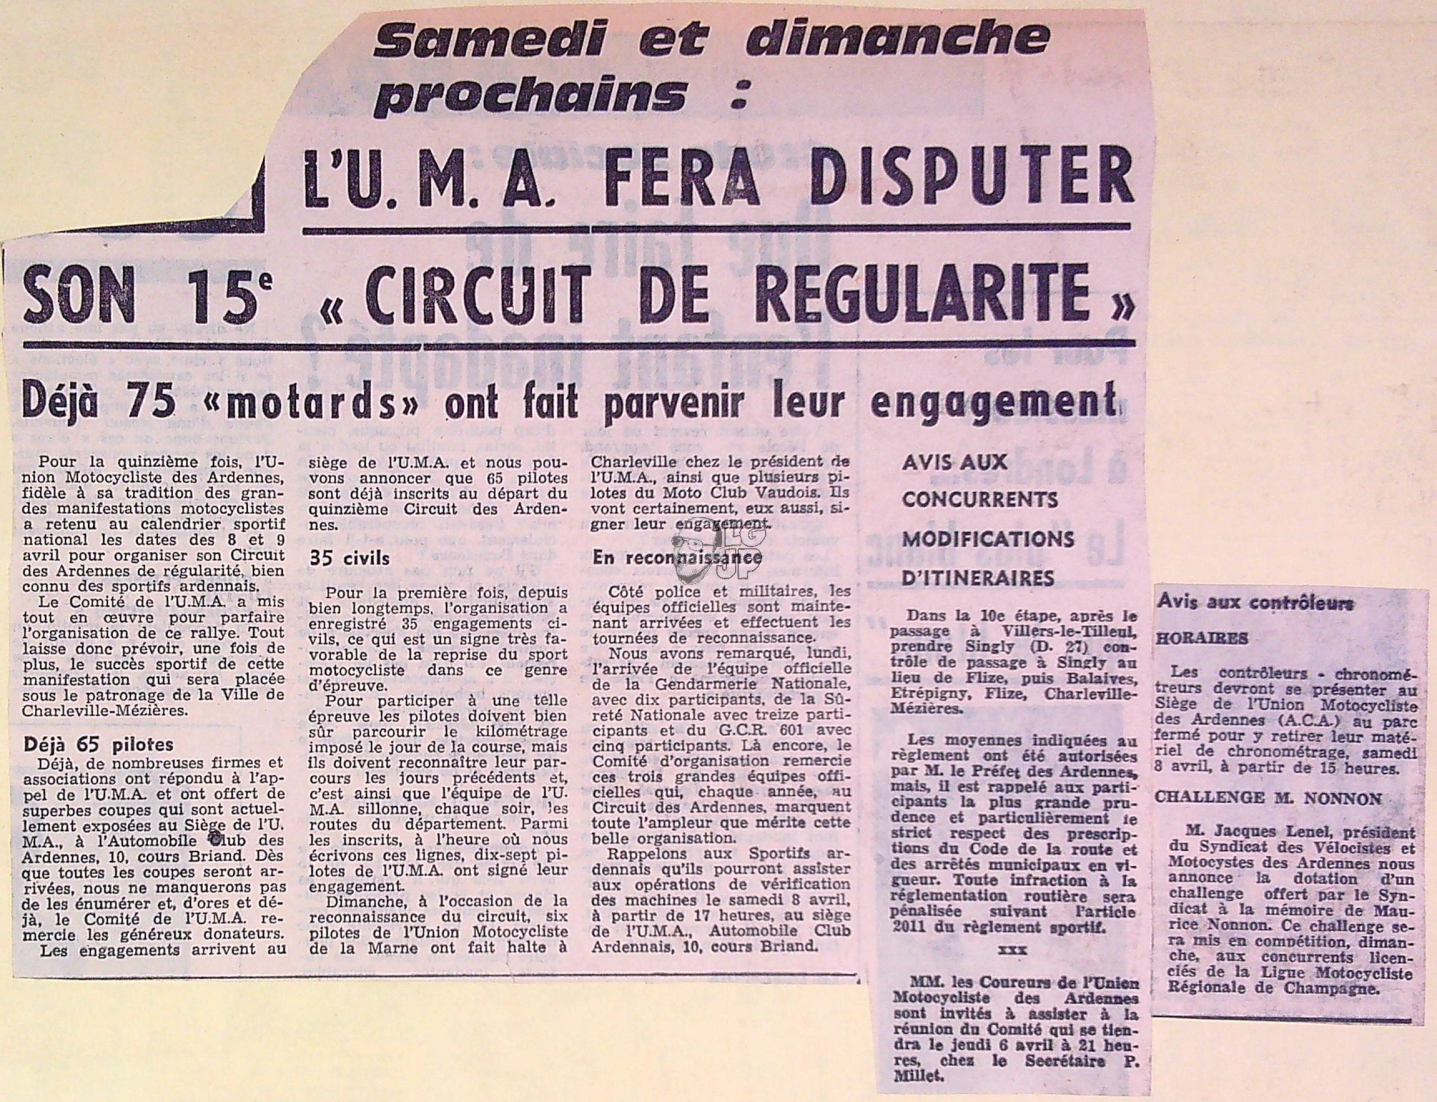 Samedi et dimanche
prochains :
L'U. M. A. FERA DISPUTER
SON 15e « CIRCUIT DE REGULARITE »
Déjà 75 «motards» ont fait parvenir leur engagement
Pour la quinzième fois, l'U-
nion Motocycliste des Ardennes,
fidèle à sa tradition des gran-
des manifestations motocyclistes
a retenu au calendrier sportif
national les dates des 8 et 9
avril pour organiser son Circuit
des Ardennes de régularité, bien
connu des sportifs ardennais.
Le Comité de l'U.M.A. a mis
tout en œuvre pour parfaire
l'organisation de ce rallye. Tout
laisse donc prévoir, une fois de
plus, le succès sportif de cette
manifestation qui sera placée
sous le patronage de la Ville de
Charleville-Mézières.
Déjà 65 pilotes
Déjà, de nombreuses firmes et
associations ont répondu à l'ap-
pel de l'U.M.A. et ont offert de
superbes coupes qui sont actuel-
lement exposées au Siège de l'U.
M.A., à l'Automobile Club des
Ardennes, 10, cours Briand. Dès
que toutes les coupes seront ar-
rivées, nous ne manquerons pas
de les énumérer et, d'ores et dé-
jà, le Comité de l'U.M.A. re-
mercie les généreux donateurs.
Les engagements arrivent au
siège de l'U.M.A. et nous pou-
vons annoncer que 65 pilotes
sont déjà inscrits au départ du
quinzième Circuit des Arden-
nes.
35 civils
Pour la première fois, depuis
bien longtemps, l'organisation a
enregistré 35 engagements ci-
vils, ce qui est un signe très fa-
vorable de la reprise du sport
motocycliste dans ce genre
d'épreuve.
Pour participer à une telle
épreuve les pilotes doivent bien
sûr parcourir le kilométrage
imposé le jour de la course, mais
ils doivent reconnaître leur par-
cours les jours précédents et,
c'est ainsi que l'équipe de l'U.
M.A. sillonne, chaque soir, les
routes du département. Parmi
les inscrits, à l'heure où nous
écrivons ces lignes, dix-sept pi-
lotes de l'U.M.A. ont signé leur
engagement.
Dimanche, à l'occasion de la
reconnaissance du circuit, six
pilotes de l'Union Motocycliste
de la Marne ont fait halte à
Charleville chez le président de
l'U.M.A., ainsi que plusieurs pi-
lotes du Moto Club Vaudois. Ils
vont certainement, eux aussi, si-
gner leur engagement.
LG
JP
En reconnaissance
Côté police et militaires, les
équipes officielles sont mainte-
nant arrivées et effectuent les
tournées de reconnaissance.
Nous avons remarqué, lundi,
l'arrivée de l'équipe officielle
de la Gendarmerie Nationale,
avec dix participants, de la Sû-
reté Nationale avec treize parti-
cipants et du G.C.R. 601 avec
cinq participants. Là encore, le
Comité d'organisation remercie
ces trois grandes équipes offi-
cielles qui, chaque année, au
Circuit des Ardennes, marquent
toute l'ampleur que mérite cette
belle organisation.
Rappelons aux Sportifs ar-
dennais qu'ils pourront assister
aux opérations de vérification
des machines le samedi 8 avril,
à partir de 17 heures, au siège
de l'U.M.A., Automobile Club
Ardennais, 10, cours Briand.
AVIS AUX
CONCURRENTS
MODIFICATIONS
D'ITINERAIRES
Dans la 10e étape, après le
passage à Villers-le-Tilleul,
prendre Singly (D. 27) con-
trôle de passage à Singly au
lieu de Flize, puis Balaives,
Etrépigny, Flize, Charleville-
Mézières.
Les moyennes indiquées au
règlement ont été autorisées
par M. le Préfet des Ardennes,
mais, il est rappelé aux parti-
cipants la plus grande pru-
dence et particulièrement le
strict respect des prescrip-
tions du Code de la route et
des arrêtés municipaux en vi-
gueur. Toute infraction à la
réglementation routière sera
pénalisée suivant l'article
2011 du règlement sportif.
xxx
MM. les Coureurs de l'Union
Motocycliste des Ardennes
sont invités à assister à la
réunion du Comité qui se tien-
dra le jeudi 6 avril à 21 heu-
res, chez le Secrétaire P.
Millet.
Avis aux contrôleurs
HORAIRES
Les contrôleurs - chronomé-
treurs devront se présenter au
Siège de l'Union Motocycliste
des Ardennes (A.C.A.) au parc
fermé pour y retirer leur maté-
riel de chronométrage, samedi
8 avril, à partir de 15 heures.
CHALLENGE M. NONNON
M. Jacques Lenel, président
du Syndicat des Vélocistes et
Motocystes des Ardennes nous
annonce la dotation d'un
challenge offert par le Syn-
dicat à la mémoire de Mau-
rice Nonnon. Ce challenge se-
ra mis en compétition, diman-
che, aux concurrents licen-
ciés de la Ligue Motocycliste
Régionale de Champagne.